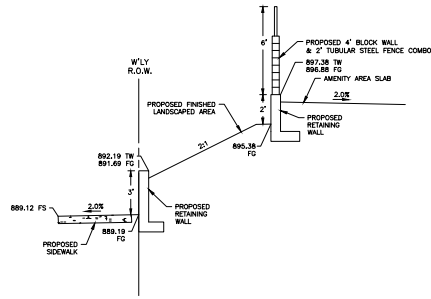 6'
PROPOSED 4' BLOCK WALL
& 2' TUBULAR STEEL FENCE COMBO
W'LY
R.O.W.
897.38 TW
896.88 FG
AMENITY AREA SLAB
2.0%
PROPOSED FINISHED
LANDSCAPED AREA
2'
PROPOSED
RETAINING
WALL
2:1
895.38
FG
892.19 TW
891.69 FG
3'
PROPOSED
RETAINING
WALL
889.12 FS
2.0%
889.19
FG
PROPOSED
SIDEWALK